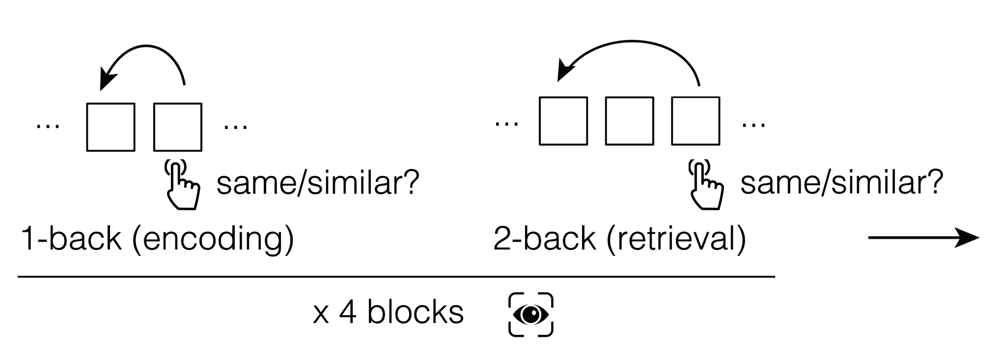 ... ... ... ...
same/similar? same/similar?
1-back (encoding) 2-back (retrieval)
x 4 blocks